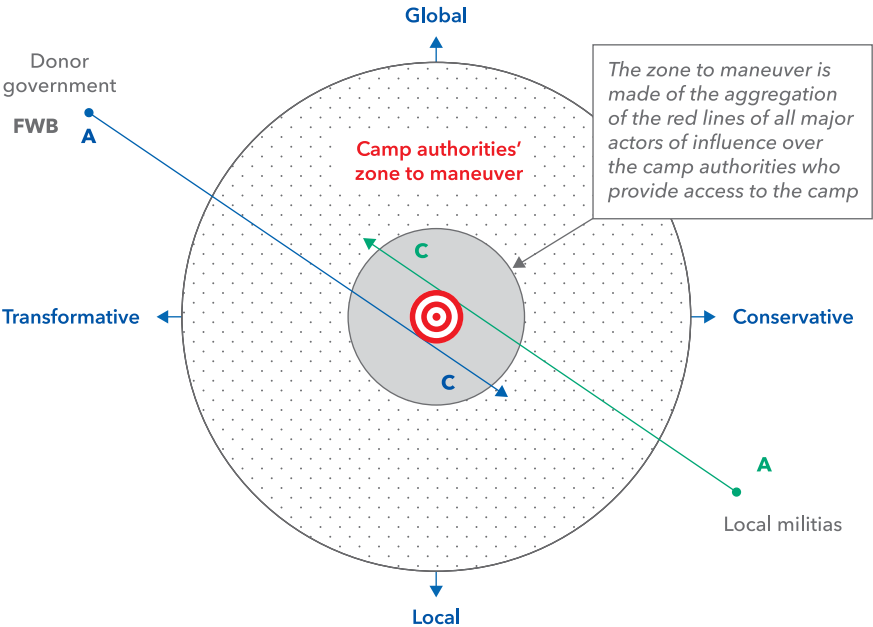 Global
Donor
government
FWB
A
The zone to maneuver is
made of the aggregation
of the red lines of all major
actors of influence over
the camp authorities who
provide access to the camp
Camp authorities’
zone to maneuver
C
Transformative
Conservative
C
A
Local militias
Local